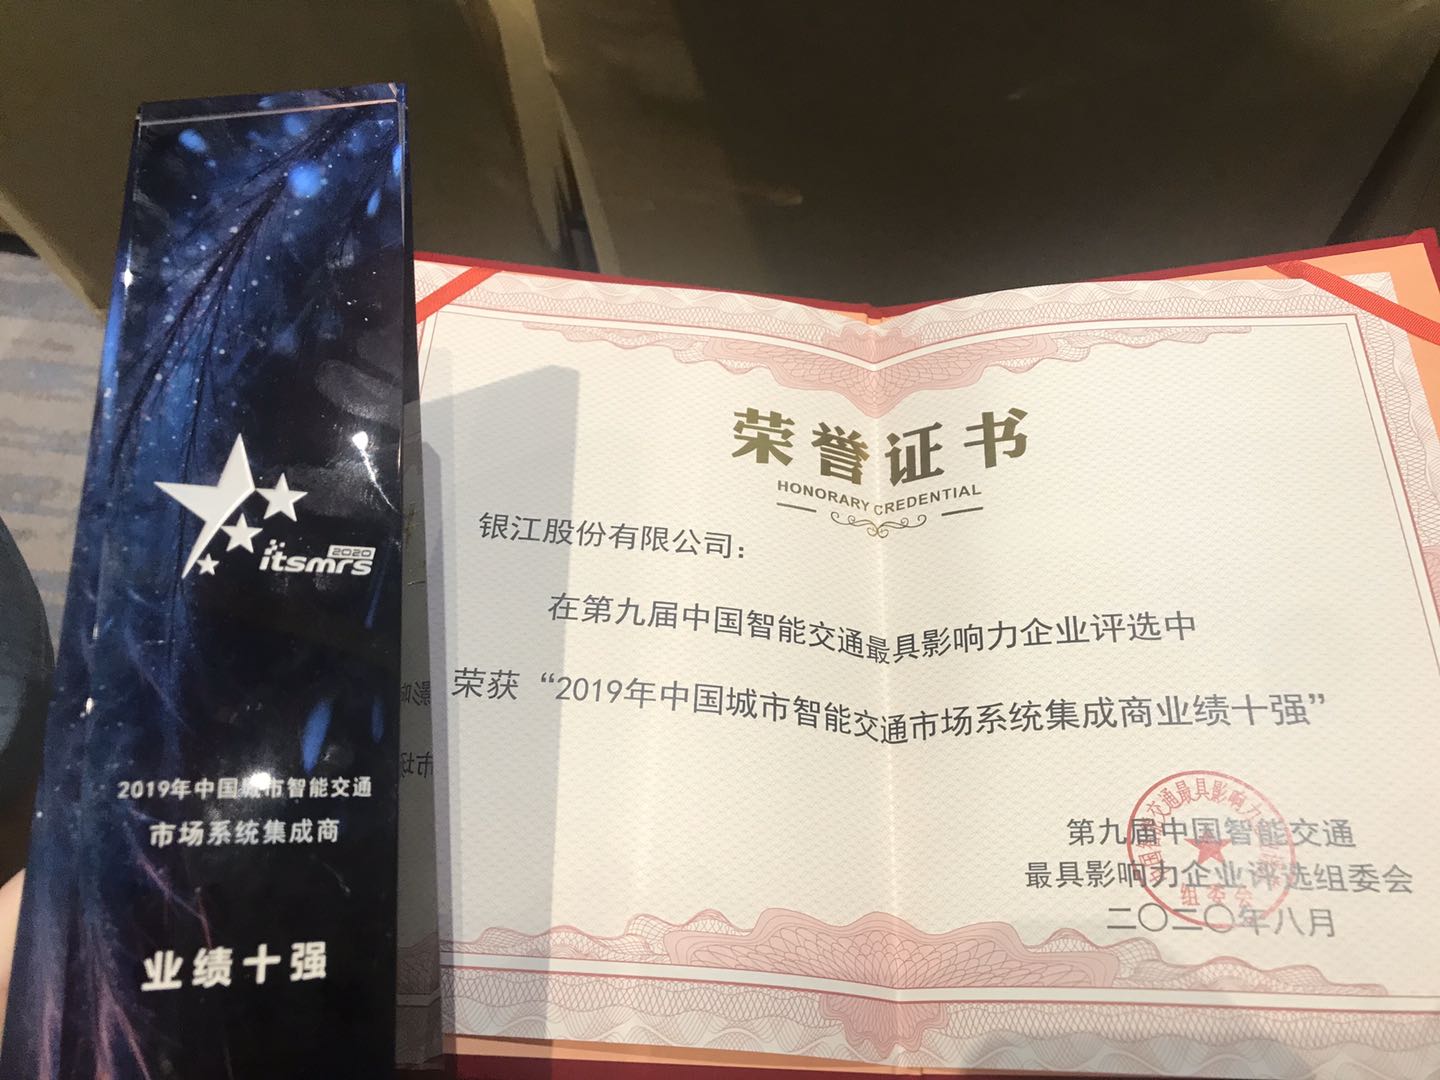 2020
itsmrs
2019年中国城市智能交通
市场系统集成商
业绩十强
荣誉证书
HONORARY CREDENTIAL
银江股份有限公司：
在第九届中国智能交通最具影响力企业评选中
荣获“2019年中国城市智能交通市场系统集成商业绩十强”
第九届中国智能交通
最具影响力企业评选组委会
二〇二〇年八月
组委会